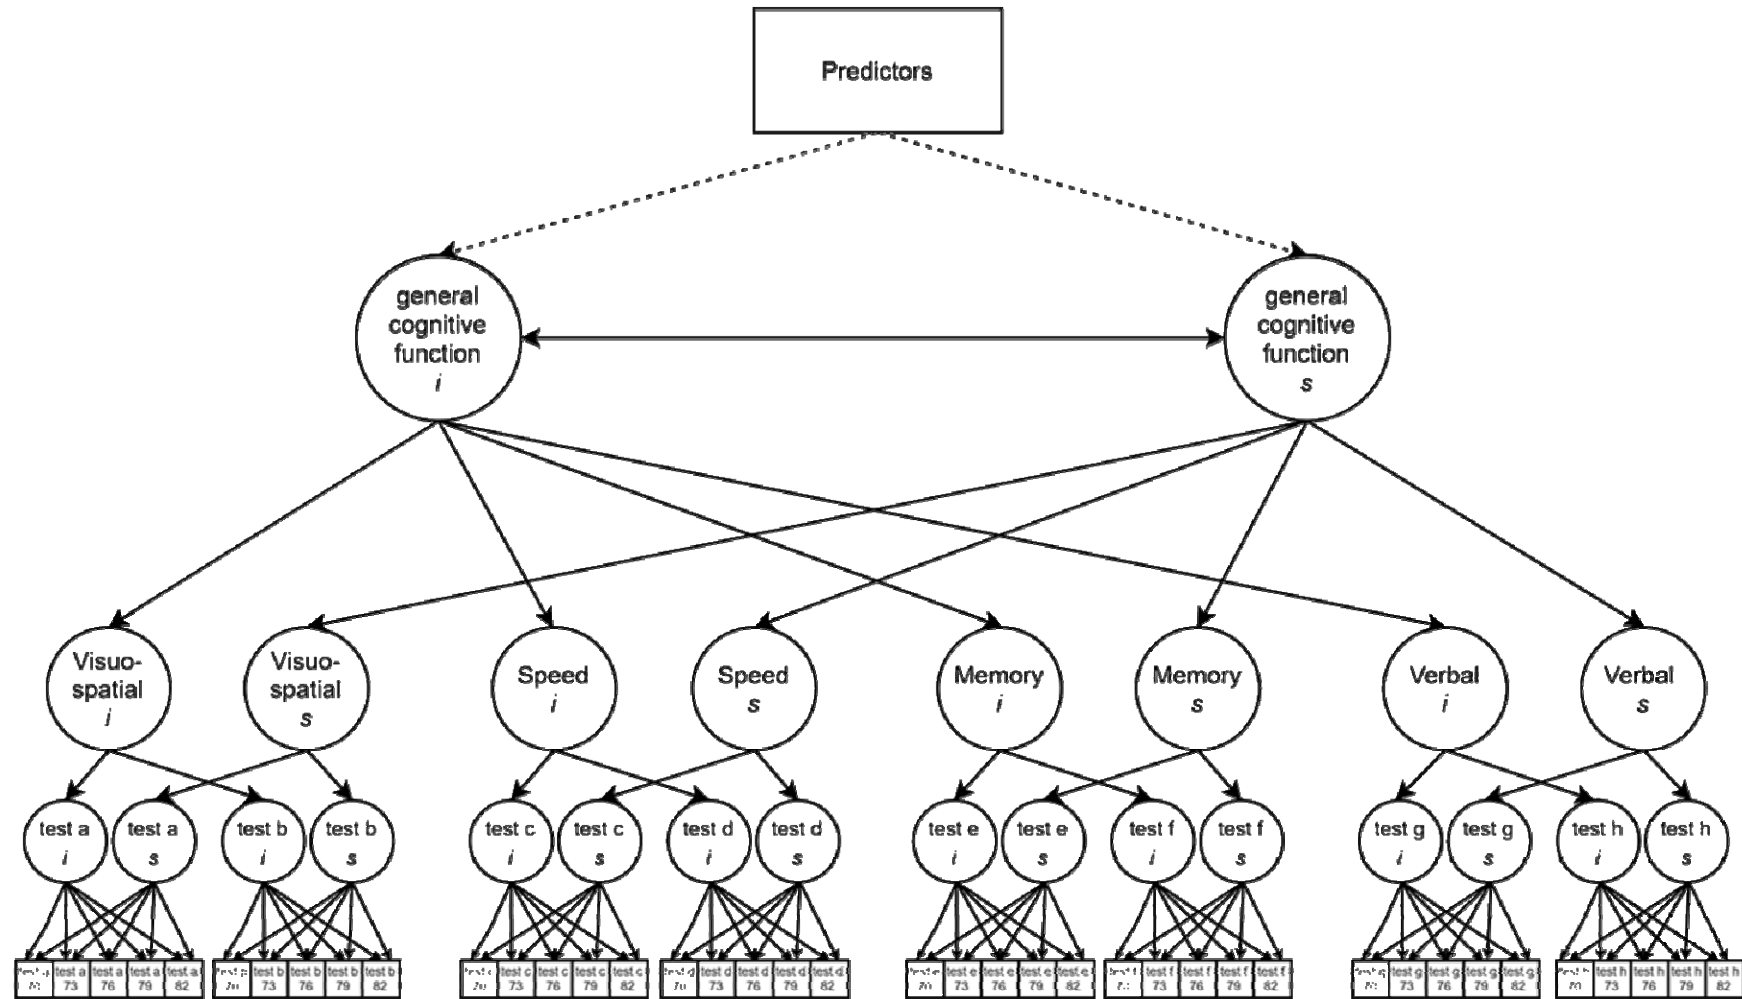 Predictors
general
cognitive
function
i
general
cognitive
function
s
Visuo-
spatial
i
Visuo-
spatial
s
Speed
i
Speed
s
Memory
i
Memory
s
Verbal
i
Verbal
s
test a
i
test a
s
test b
i
test b
s
test c
i
test c
s
test d
i
test d
s
test e
i
test e
s
test f
i
test f
s
test g
i
test g
s
test h
i
test h
s
test a
73
test a
76
test a
79
test a
82
test b
73
test b
76
test b
79
test b
82
test c
73
test c
76
test c
79
test c
82
test d
73
test d
76
test d
79
test d
82
test e
73
test e
76
test e
79
test e
82
test f
73
test f
76
test f
79
test f
82
test g
73
test g
76
test g
79
test g
82
test h
73
test h
76
test h
79
test h
82